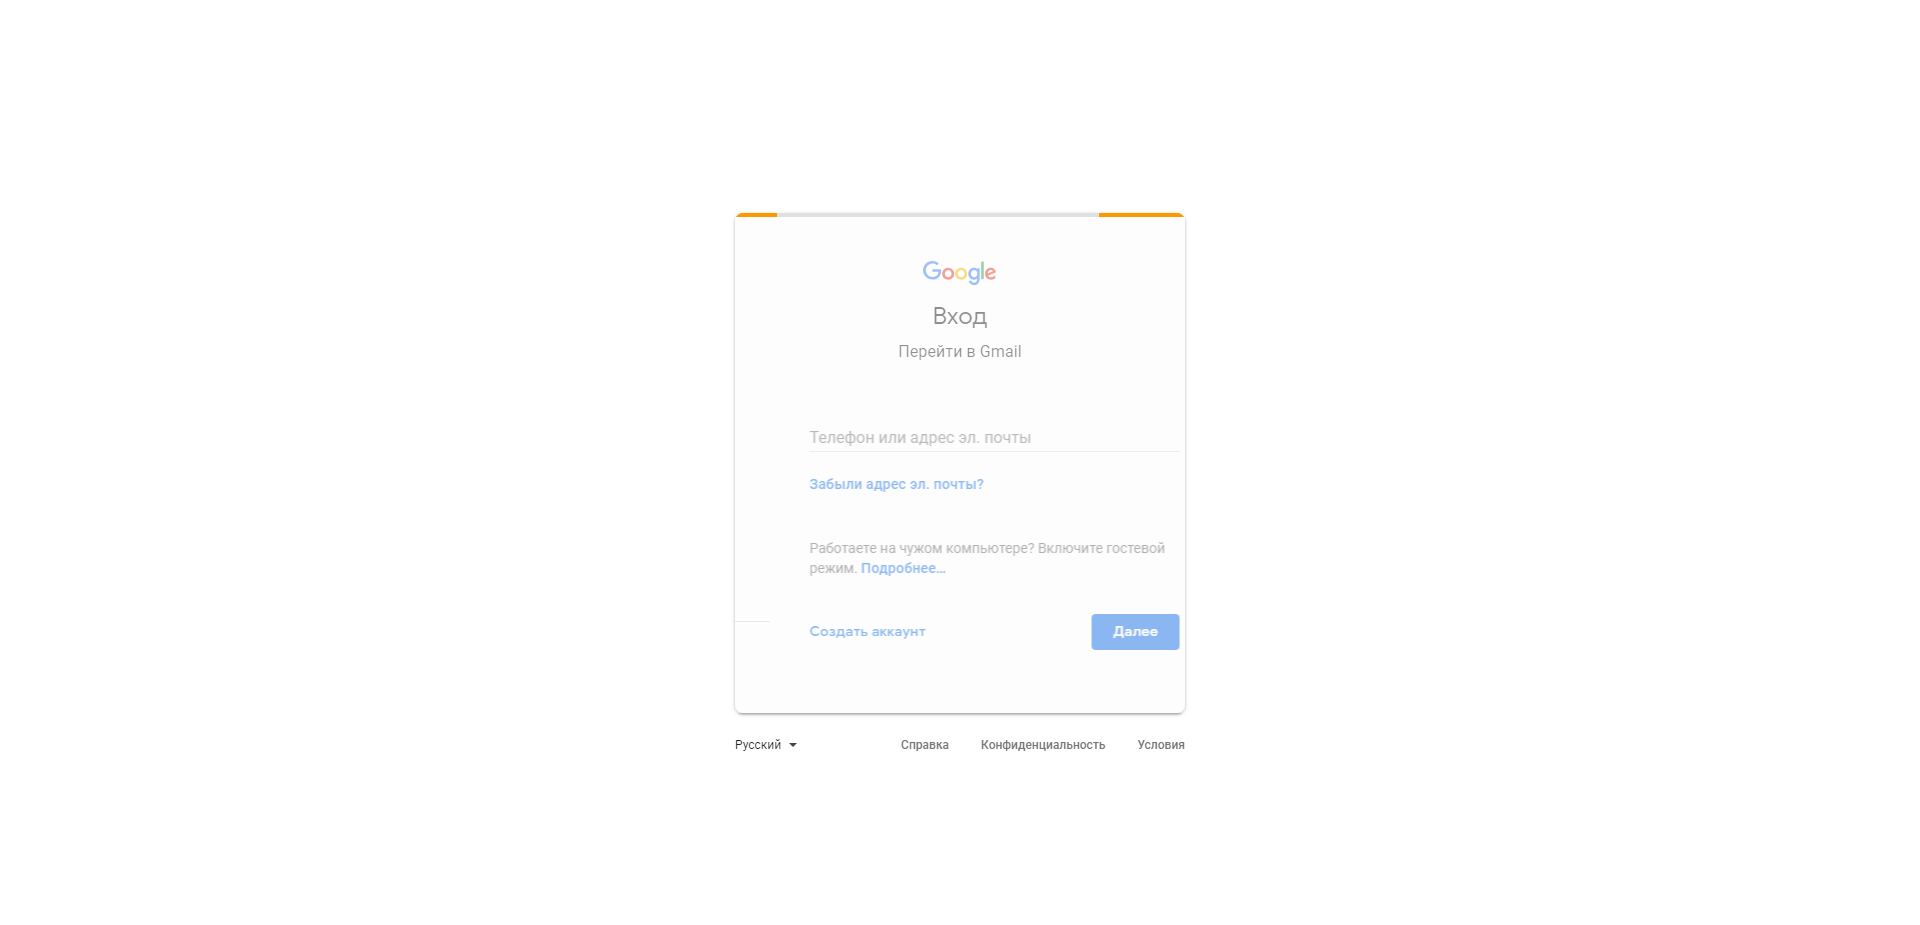 Google
Вход
Перейти в Gmail
Телефон или адрес эл. почты
Забыли адрес эл. почты?
Работаете на чужом компьютере? Включите гостевой
режим. Подробнее...
Создать аккаунт
Далее
Русский
Справка
Конфиденциальность
Условия